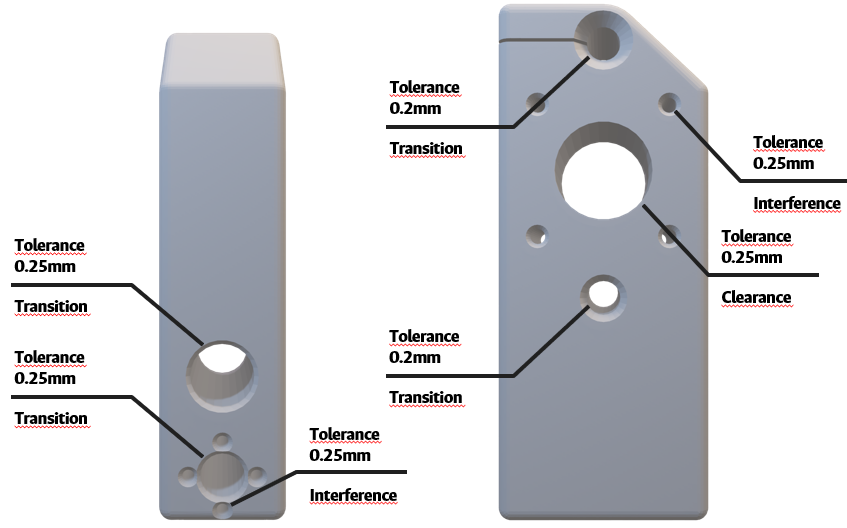 Tolerance
0.25mm
Transition
Tolerance
0.25mm
Transition
Tolerance
0.25mm
Interference
Tolerance
0.2mm
Transition
Tolerance
0.25mm
Interference
Tolerance
0.25mm
Clearance
Tolerance
0.2mm
Transition